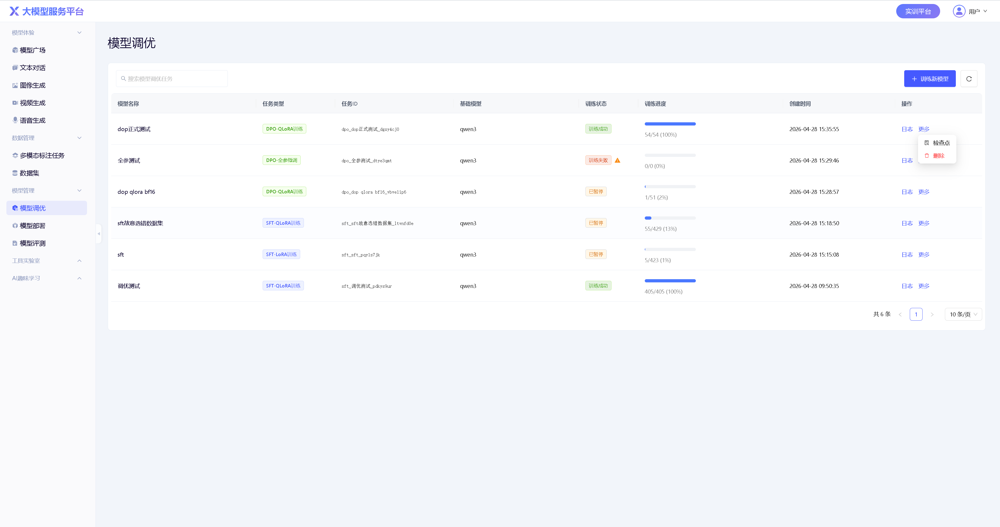 大模型服务平台
实训平台
用户
模型体验
模型广场
文本对话
图像生成
视频生成
语音生成
数据管理
多模态标注任务
数据集
模型管理
模型调优
模型部署
模型评测
工具实验室
AI趣味学习
模型调优
搜索模型调优任务
训练新模型
模型名称 任务类型 任务ID 基础模型 训练状态 训练进度 创建时间 操作
dop正式测试 DPO-QLoRA训练 dpo_dop正式测试_dgxy4cj0 qwen3 训练成功 54/54 (100%) 2026-04-28 15:35:55 日志 更多
检查点
删除
全参测试 DPO-全参微调 dpo_全参测试_dtye3qmt qwen3 训练失败 0/0 (0%) 2026-04-28 15:29:46 日志
dop qlora bf16 DPO-QLoRA训练 dpo_dop qlora bf16_vbve1ip6 qwen3 已暂停 1/51 (2%) 2026-04-28 15:28:57 日志 更多
sft故意选错数据集 SFT-QLoRA训练 sft_sft故意选错数据集_ltvnfd0e qwen3 已暂停 55/429 (13%) 2026-04-28 15:18:50 日志 更多
sft SFT-LoRA训练 sft_sft_pqyls7jk qwen3 已暂停 5/423 (1%) 2026-04-28 15:15:08 日志 更多
调优测试 SFT-QLoRA训练 sft_调优测试_pdkys9ur qwen3 训练成功 405/405 (100%) 2026-04-28 09:50:35 日志 更多
共 6 条 1 10 条/页